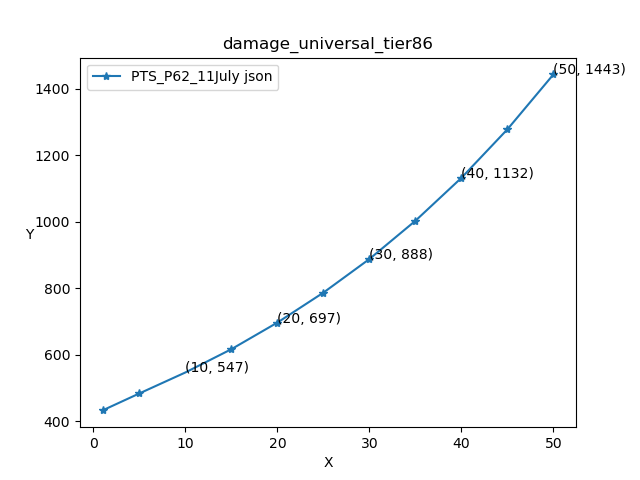 damage_universal_tier86
PTS_P62_11July json
(50, 1443)
1400
1200
(40, 1132)
1000
Y
(30, 888)
800
(20, 697)
600
(10, 547)
400
0 10 20 30 40 50
X